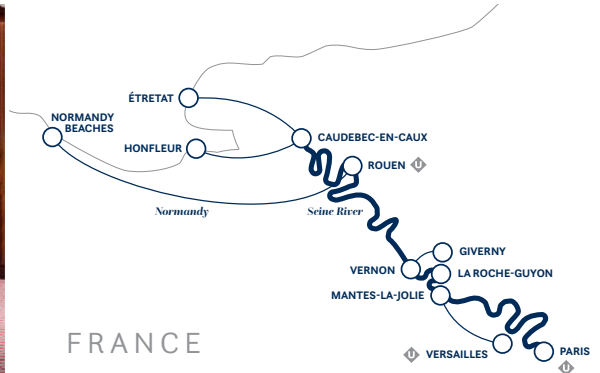 ÉTRETAT
NORMANDY
BEACHES
HONFLEUR
CAUDEBEC-EN-CAUX
ROUEN
U
Normandy
Seine River
GIVERNY
VERNON
LA ROCHE-GUYON
MANTES-LA-JOLIE
FRANCE
U
VERSAILLES
PARIS
U